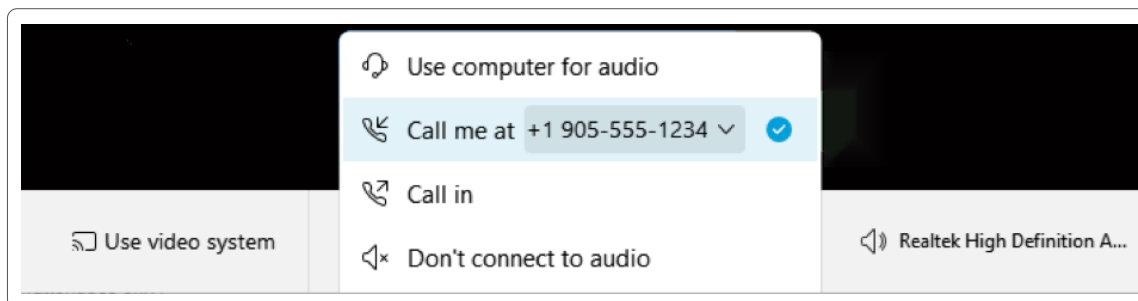 Use computer for audio
Call me at +1 905-555-1234
Call in
Use video system
Realtek High Definition A...
Don't connect to audio